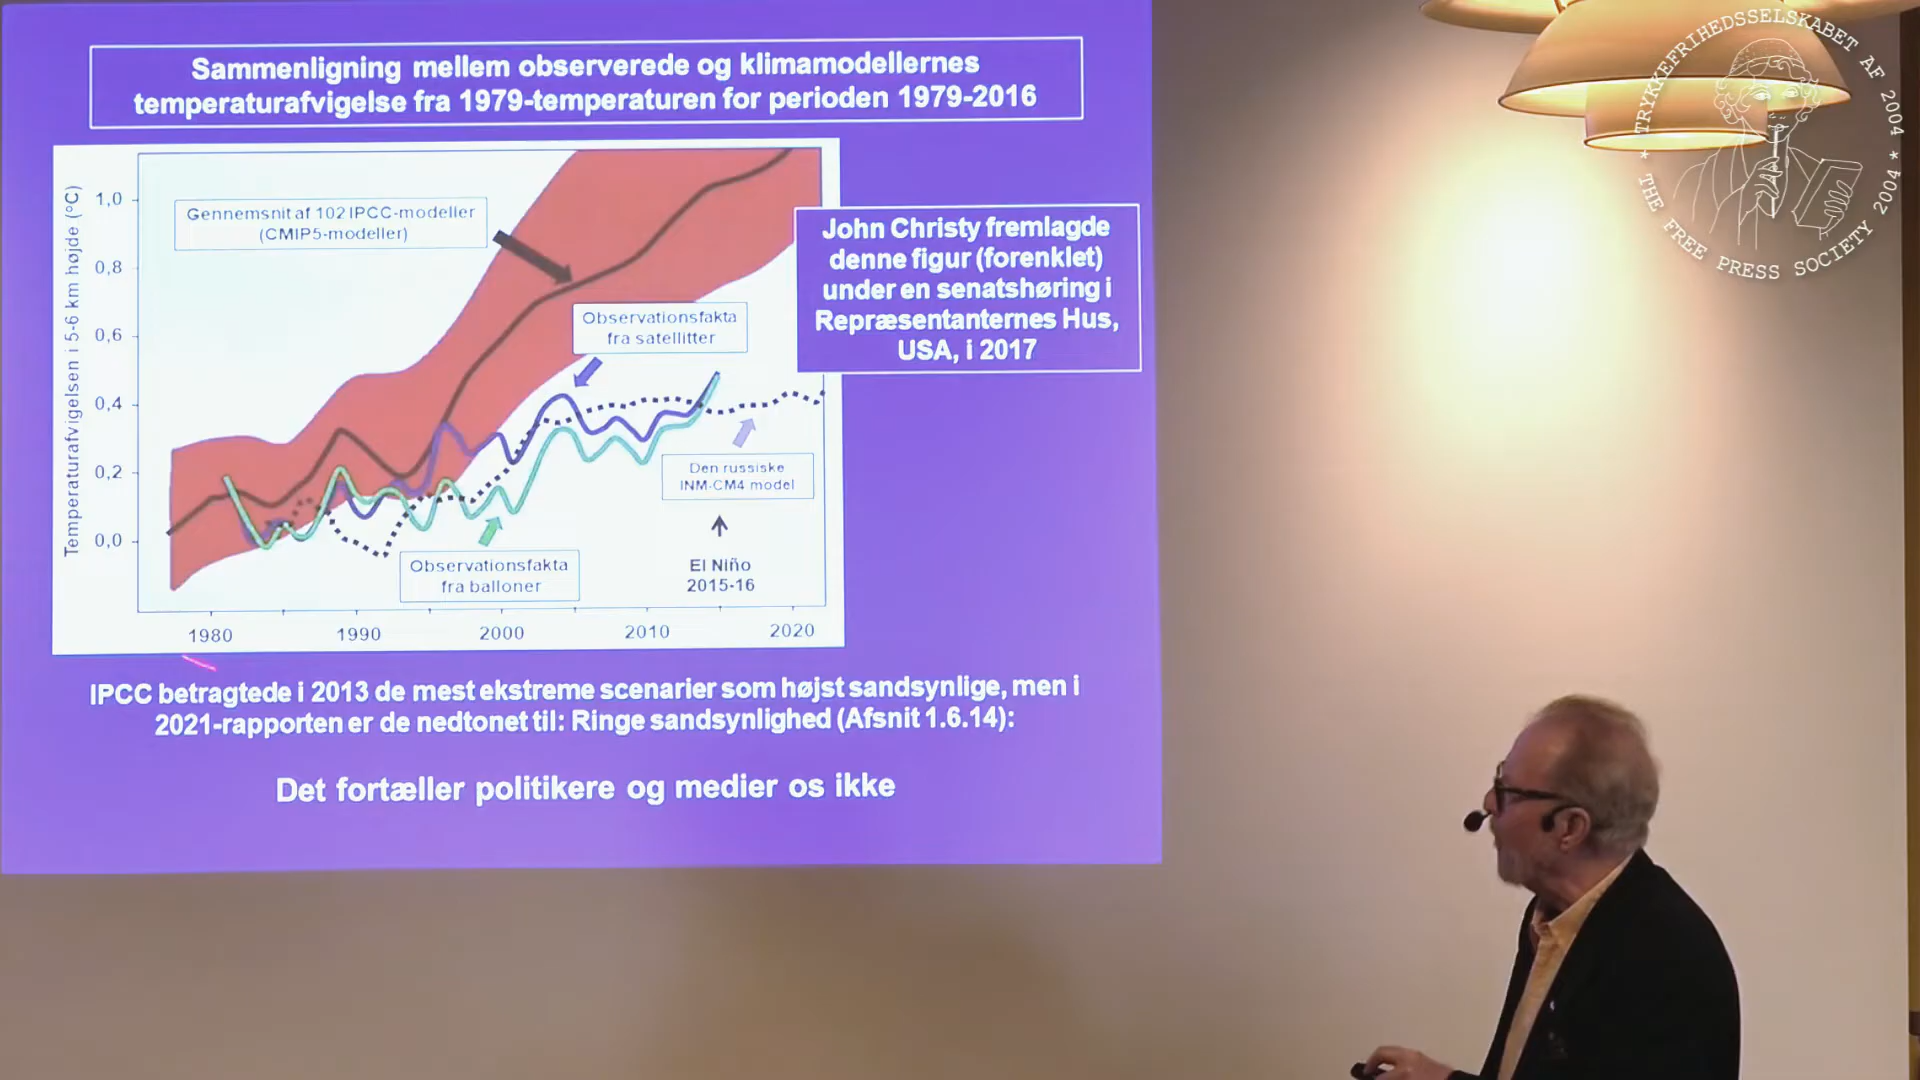 Sammenligning mellem observerede og klimamodellernes
temperaturafvigelse fra 1979-temperaturen for perioden 1979-2016
Temperaturafvigelsen i 5-6 km højde (°C)
1,0
0,8
0,6
0,4
0,2
0,0
Gennemsnit af 102 IPCC-modeller
(CMIP5-modeller)
Observationsfakta
fra satellitter
Den russiske
INM-CM4 model
Observationsfakta
fra balloner
El Niño
2015-16
1980
1990
2000
2010
2020
John Christy fremlagde
denne figur (forenklet)
under en senatshøring i
Repræsentanternes Hus,
USA, i 2017
IPCC betragtede i 2013 de mest ekstreme scenarier som højst sandsynlige, men i
2021-rapporten er de nedtonet til: Ringe sandsynlighed (Afsnit 1.6.14):
Det fortæller politikere og medier os ikke
* TRYKKEFRIHEDSSELSKABET AF 2004 *
THE FREE PRESS SOCIETY 2004